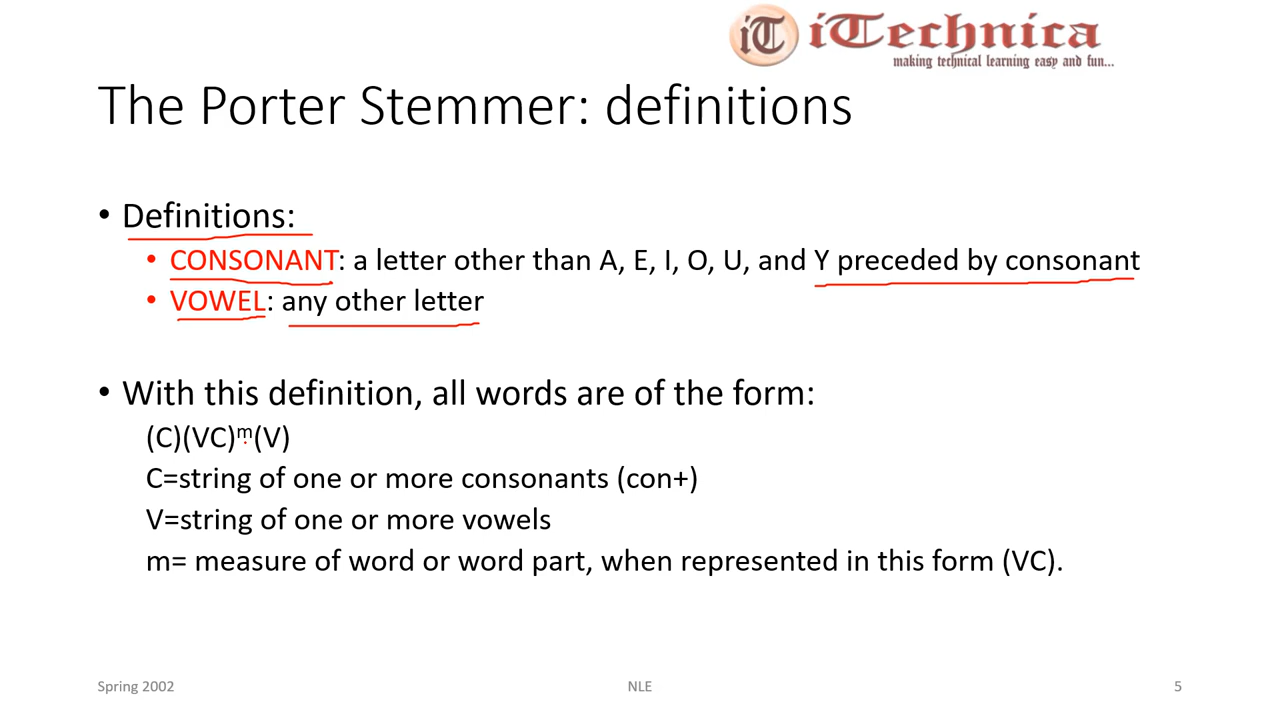 iT iTechnica
making technical learning easy and fun...
The Porter Stemmer: definitions
• Definitions:
• CONSONANT: a letter other than A, E, I, O, U, and Y preceded by consonant
• VOWEL: any other letter
• With this definition, all words are of the form:
(C)(VC)ᵐ(V)
C=string of one or more consonants (con+)
V=string of one or more vowels
m= measure of word or word part, when represented in this form (VC).
Spring 2002 NLE 5